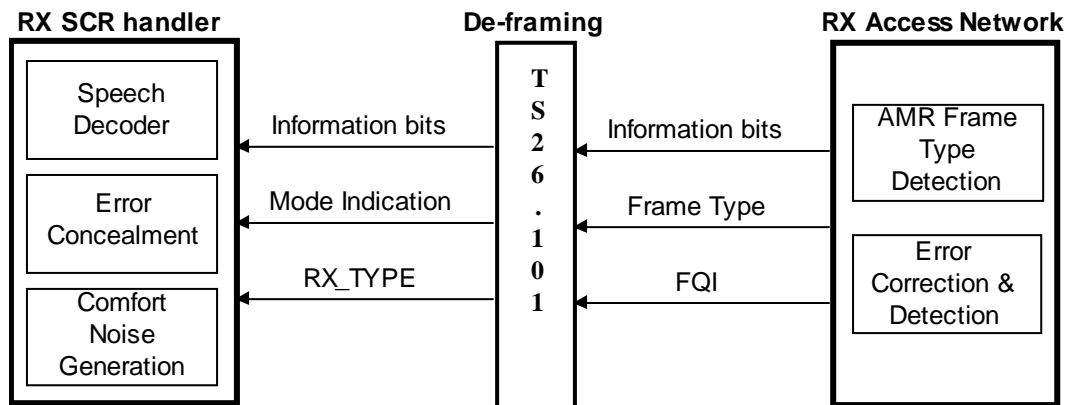 RX SCR handler
De-framing
RX Access Network
Speech
Decoder
Error
Concealment
Comfort
Noise
Generation
Information bits
Mode Indication
RX_TYPE
T
S
2
6
.
1
0
1
Information bits
Frame Type
FQI
AMR Frame
Type
Detection
Error
Correction &
Detection